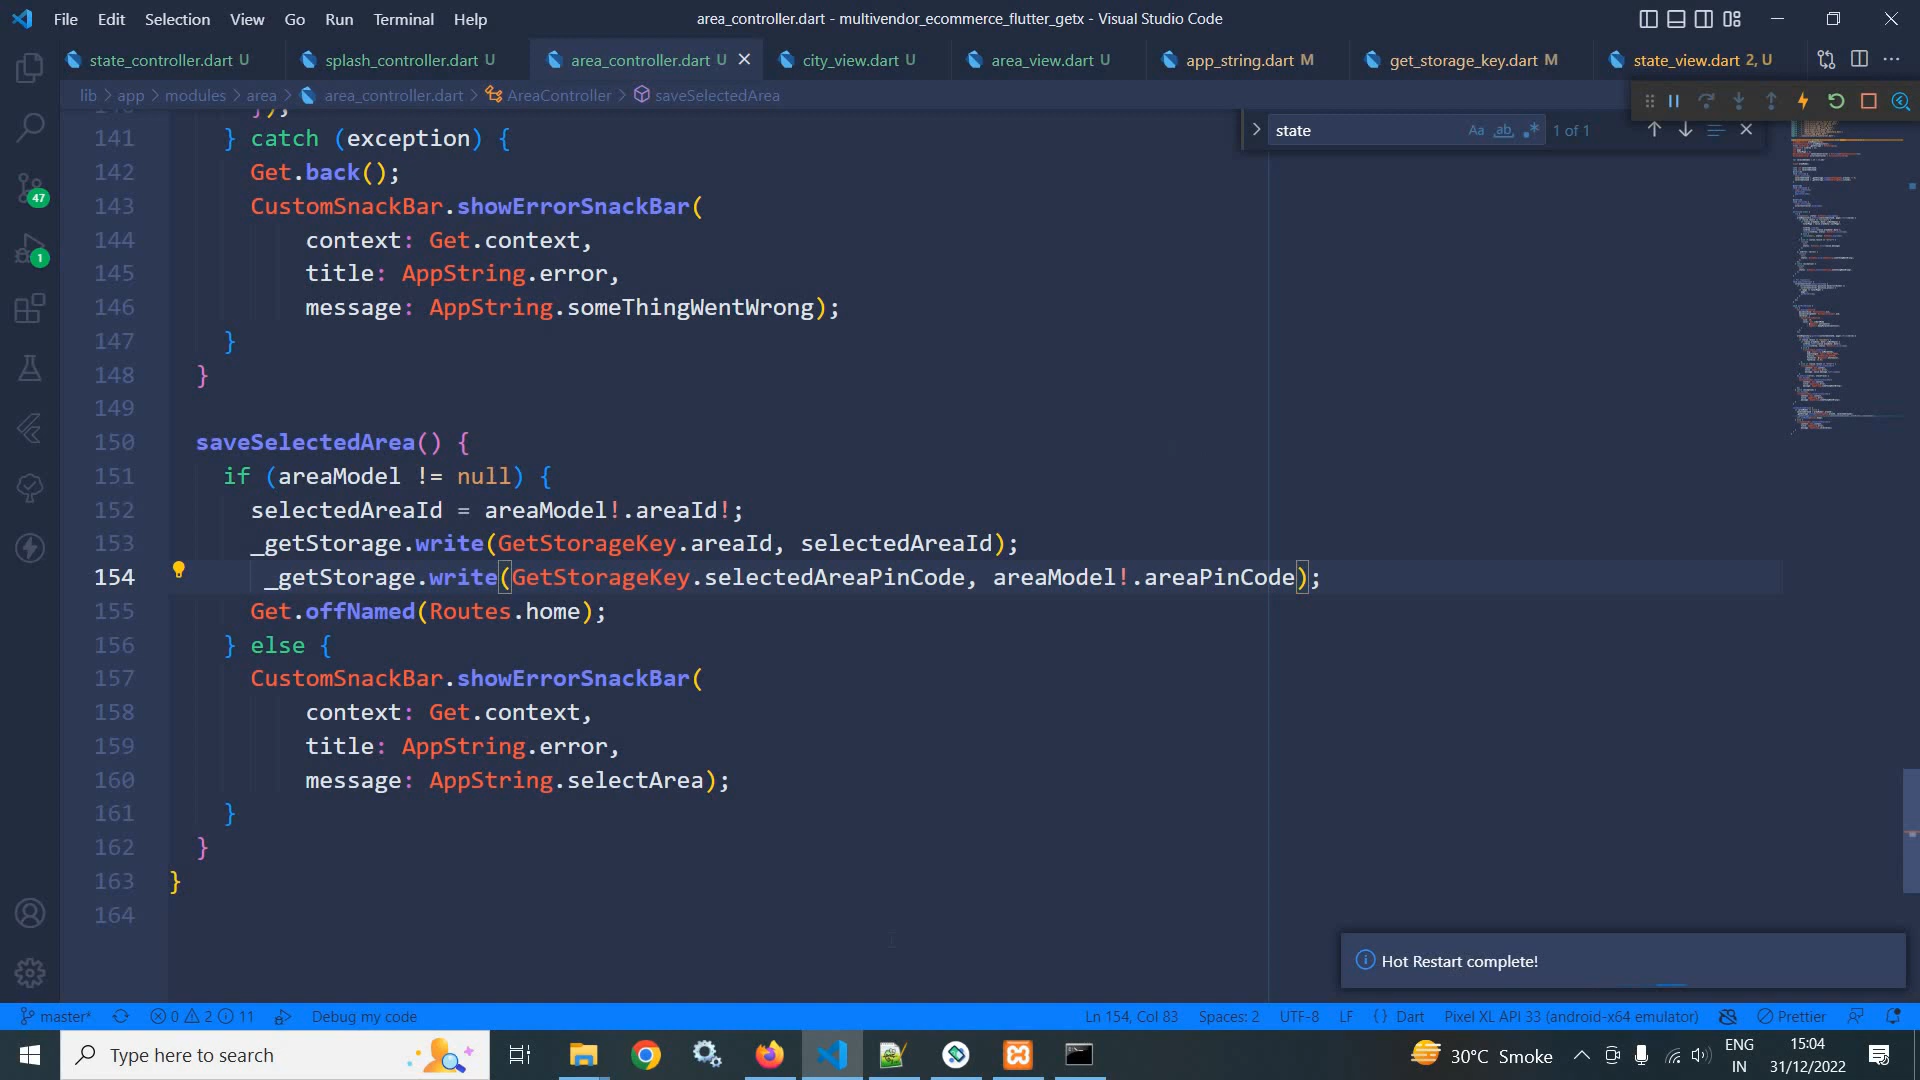 File Edit Selection View Go Run Terminal Help
area_controller.dart - multivendor_ecommerce_flutter_getx - Visual Studio Code
state_controller.dart U
splash_controller.dart U
area_controller.dart U
city_view.dart U
area_view.dart U
app_string.dart M
get_storage_key.dart M
state_view.dart 2, U
lib > app > modules > area > area_controller.dart > AreaController > saveSelectedArea
state
Aa ab
1 of 1
141 } catch (exception) {
142 Get.back();
143 CustomSnackBar.showErrorSnackBar(
144 context: Get.context,
145 title: AppString.error,
146 message: AppString.someThingWentWrong);
147 }
148 }
149
150 saveSelectedArea() {
151 if (areaModel != null) {
152 selectedAreaId = areaModel!.areaId!;
153 _getStorage.write(GetStorageKey.areaId, selectedAreaId);
154 _getStorage.write(GetStorageKey.selectedAreaPinCode, areaModel!.areaPinCode);
155 Get.offNamed(Routes.home);
156 } else {
157 CustomSnackBar.showErrorSnackBar(
158 context: Get.context,
159 title: AppString.error,
160 message: AppString.selectArea);
161 }
162 }
163 }
164
47
1
Hot Restart complete!
master* 0 2 11 Debug my code
Ln 154, Col 83 Spaces: 2 UTF-8 LF {} Dart Pixel XL API 33 (android-x64 emulator) Prettier
Type here to search
30°C Smoke
ENG
IN
15:04
31/12/2022